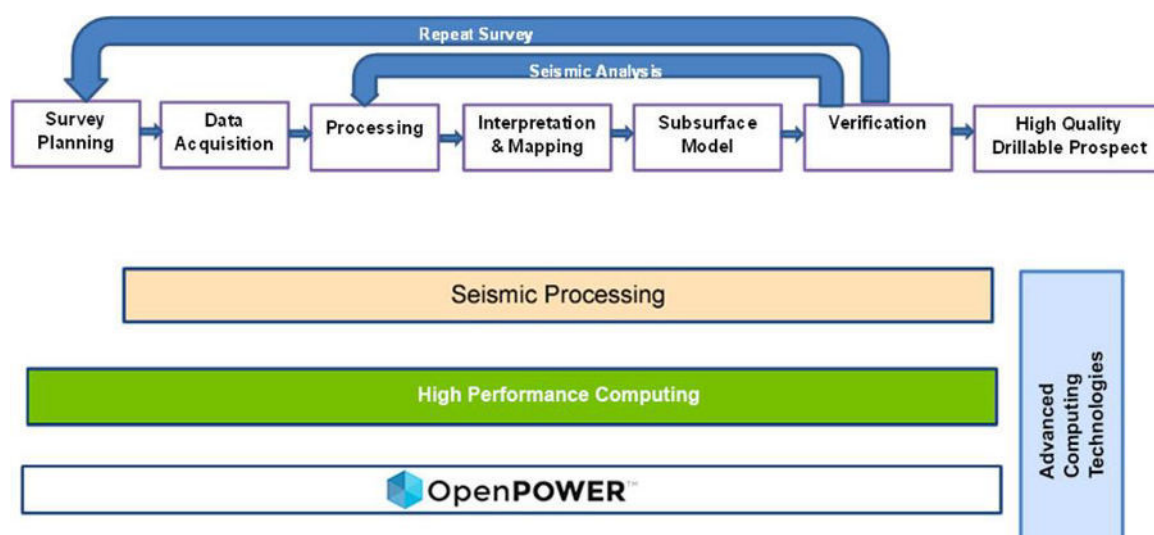 Repeat Survey
Seismic Analysis
Survey
Planning
Data
Acquisition
Processing
Interpretation
& Mapping
Subsurface
Model
Verification
High Quality
Drillable Prospect
Seismic Processing
High Performance Computing
OpenPOWER™
Advanced
Computing
Technologies